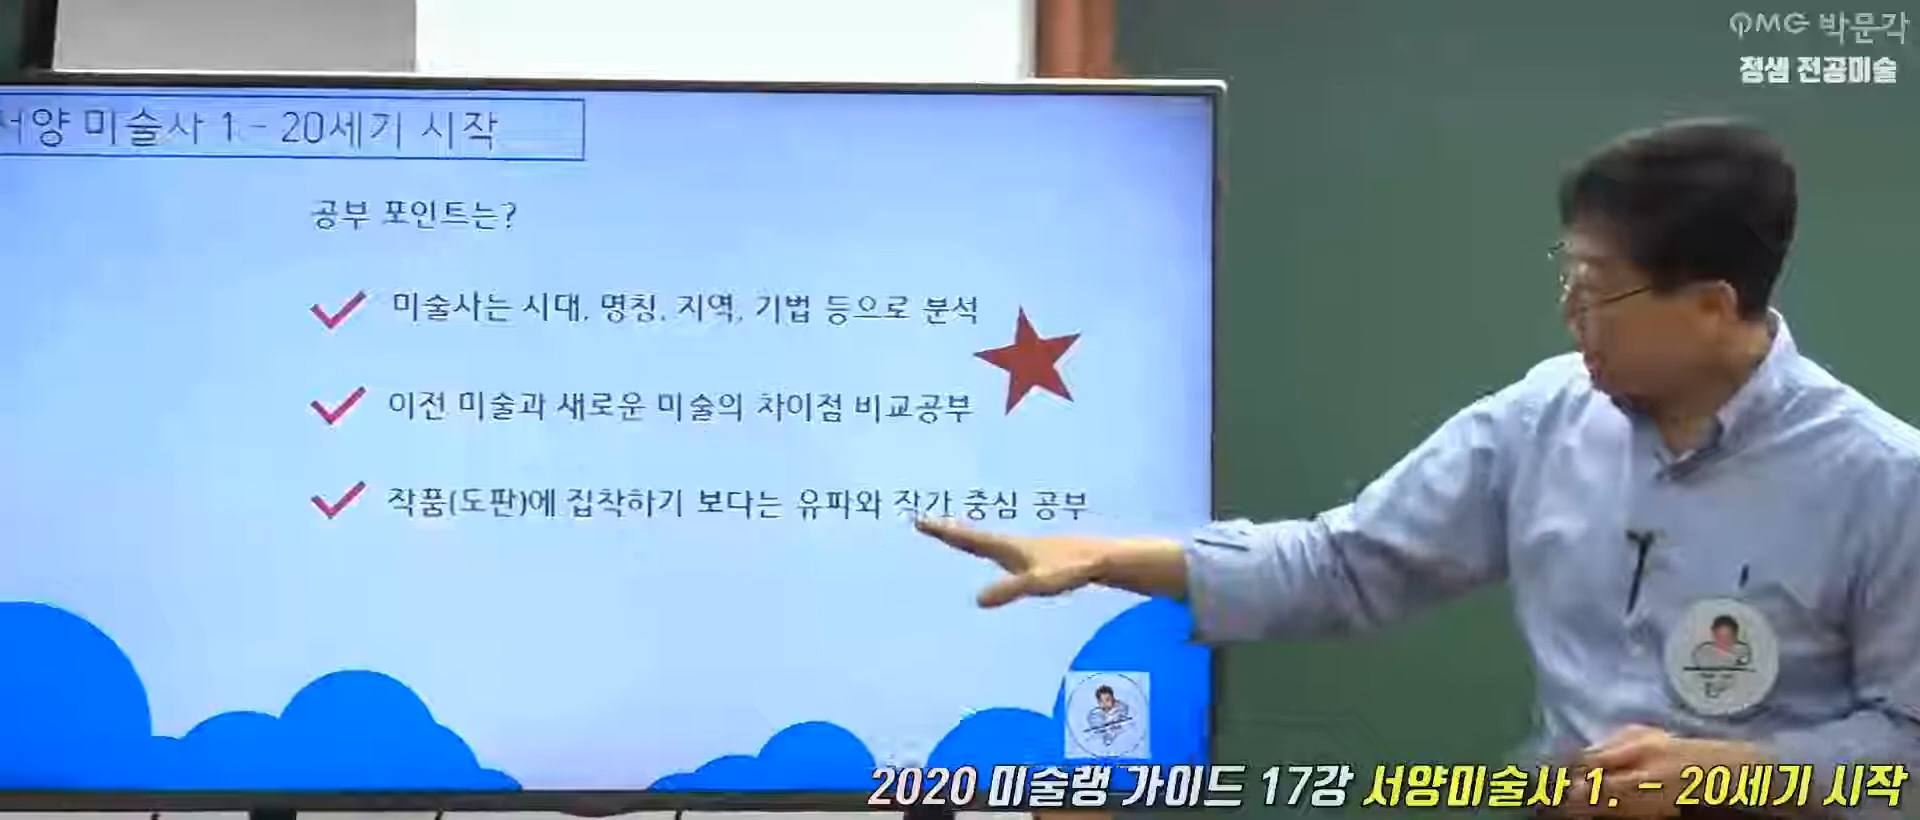 PMG 박문각
정샘 전공미술
서양 미술사 1. - 20세기 시작
공부 포인트는?
미술사는 시대, 명칭, 지역, 기법 등으로 분석
이전 미술과 새로운 미술의 차이점 비교공부
작품(도판)에 집착하기 보다는 유파와 작가 중심 공부
2020 미술랭 가이드 17강 서양미술사 1. - 20세기 시작